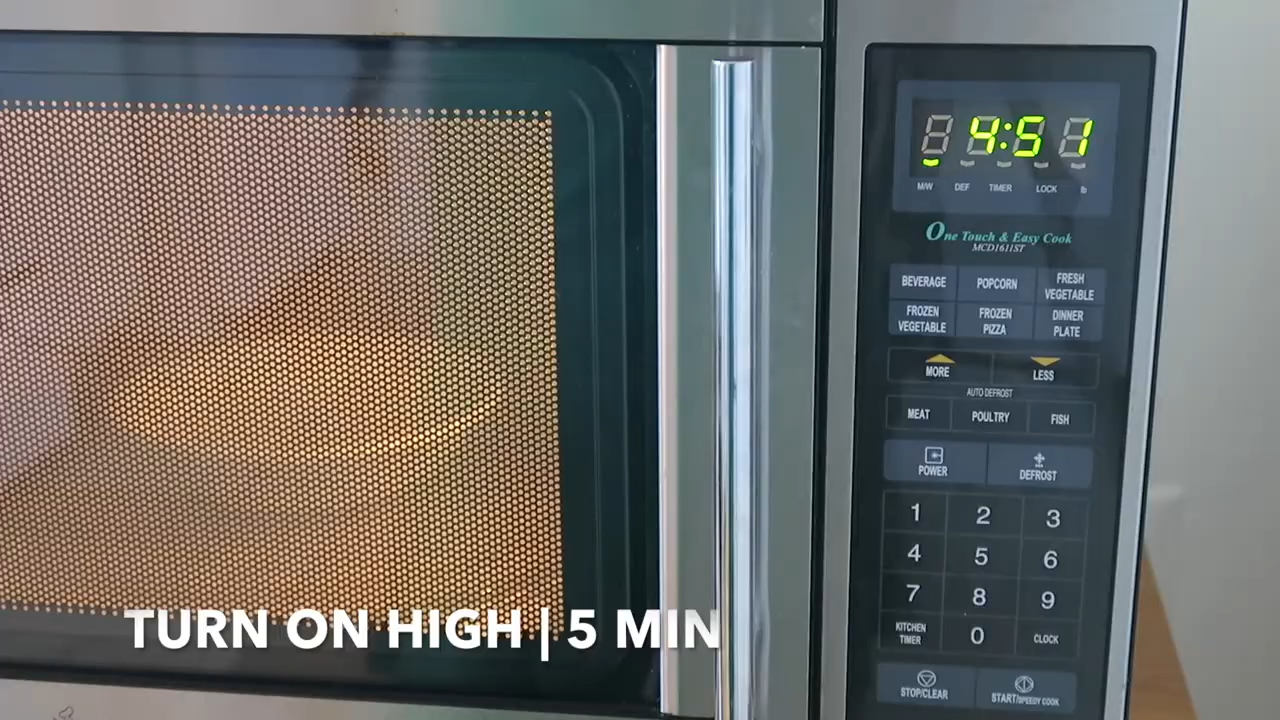 4:51
M/W DEF TIMER LOCK lb
One Touch & Easy Cook
MCD1611ST
BEVERAGE POPCORN FRESH VEGETABLE
FROZEN VEGETABLE FROZEN PIZZA DINNER PLATE
MORE LESS
AUTO DEFROST
MEAT POULTRY FISH
POWER DEFROST
1 2 3
4 5 6
7 8 9
KITCHEN TIMER 0 CLOCK
STOP/CLEAR START/SPEEDY COOK
TURN ON HIGH | 5 MIN